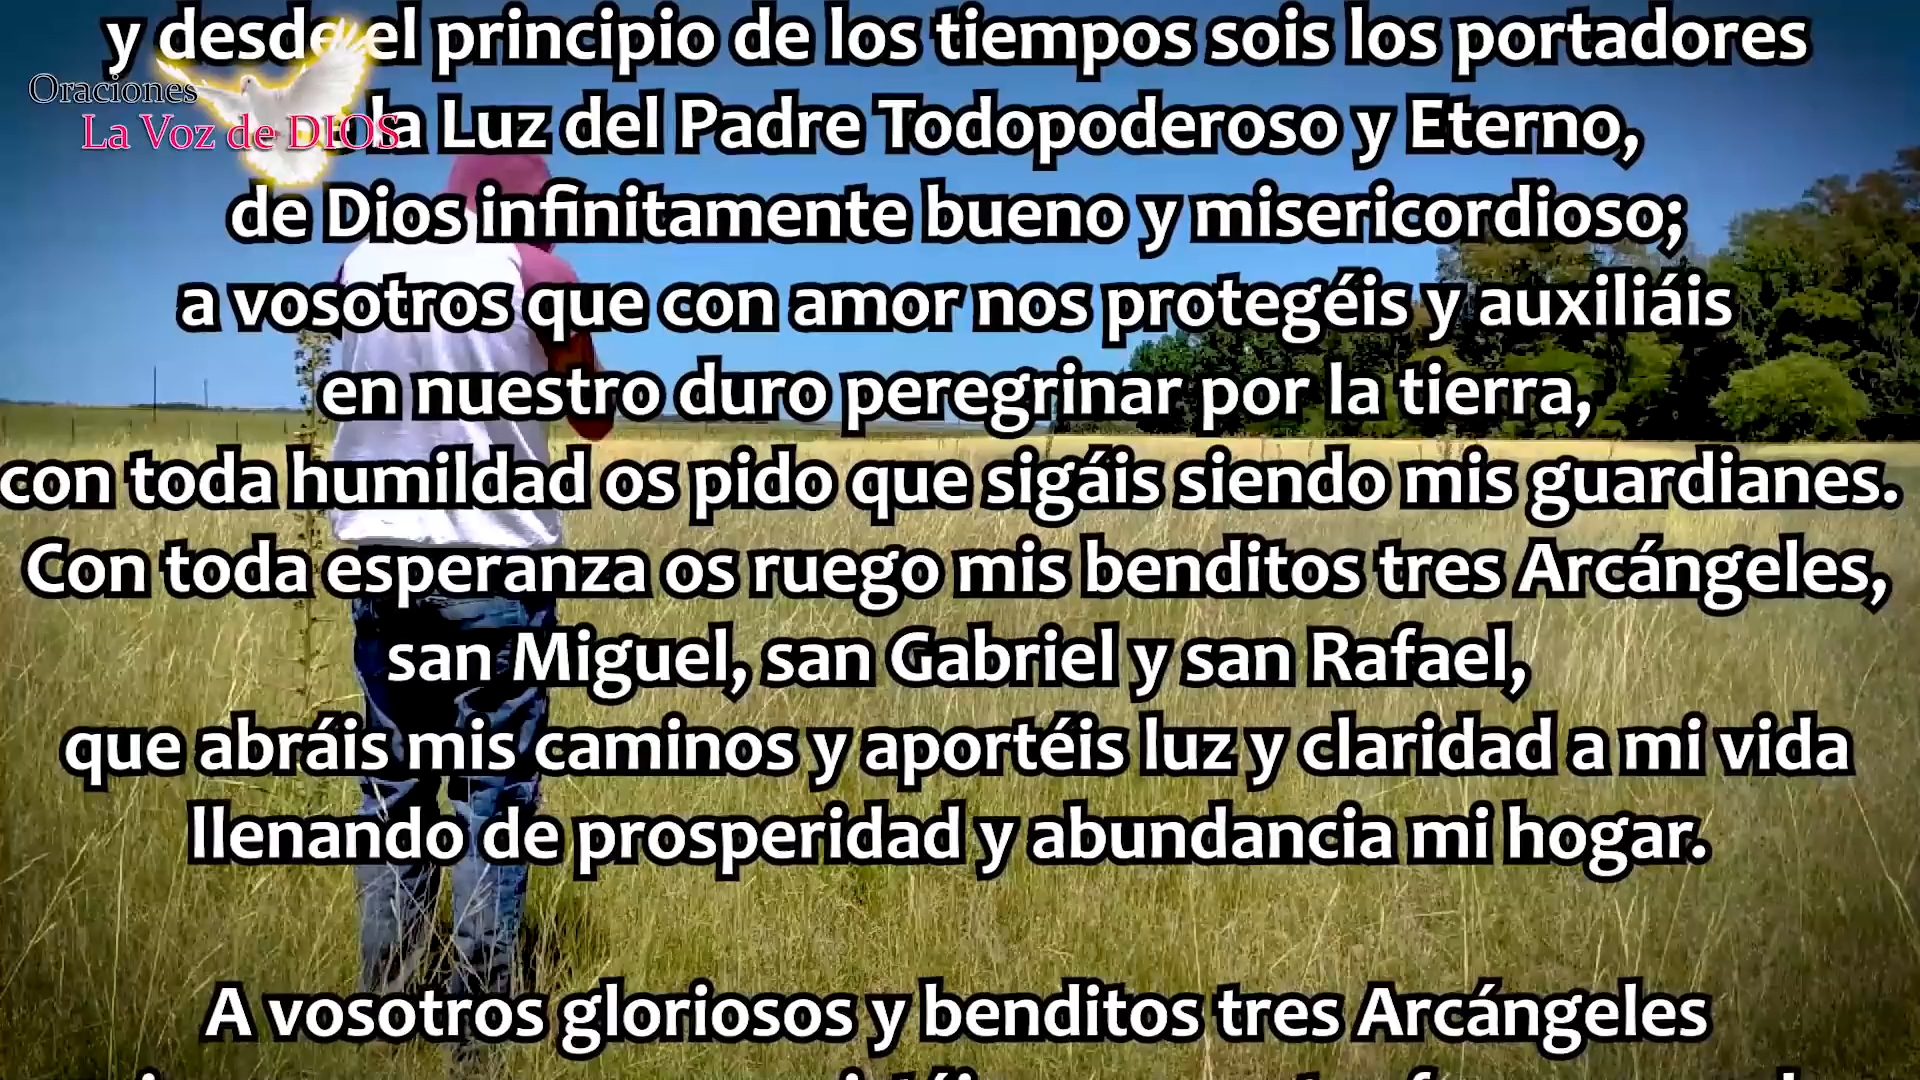 y desde el principio de los tiempos sois los portadores
Oraciones
La Voz de DIOS
la Luz del Padre Todopoderoso y Eterno,
de Dios infinitamente bueno y misericordioso;
a vosotros que con amor nos protegéis y auxiliáis
en nuestro duro peregrinar por la tierra,
con toda humildad os pido que sigáis siendo mis guardianes.
Con toda esperanza os ruego mis benditos tres Arcángeles,
san Miguel, san Gabriel y san Rafael,
que abráis mis caminos y aportéis luz y claridad a mi vida
llenando de prosperidad y abundancia mi hogar.
A vosotros gloriosos y benditos tres Arcángeles